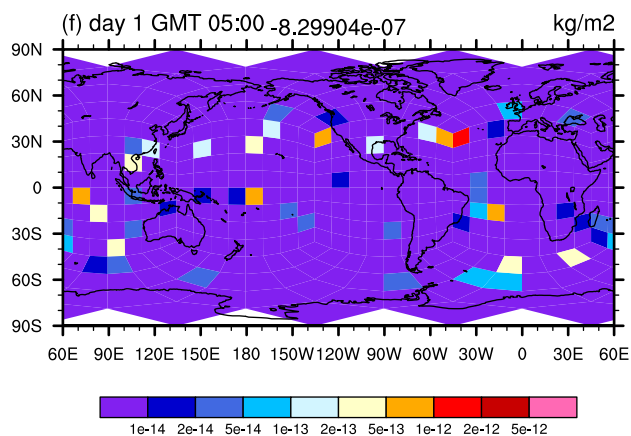 (f) day 1 GMT 05:00 -8.29904e-07 kg/m2
90N
60N
30N
0
30S
60S
90S
60E 90E 120E 150E 180 150W 120W 90W 60W 30W 0 30E 60E
1e-14 2e-14 5e-14 1e-13 2e-13 5e-13 1e-12 2e-12 5e-12